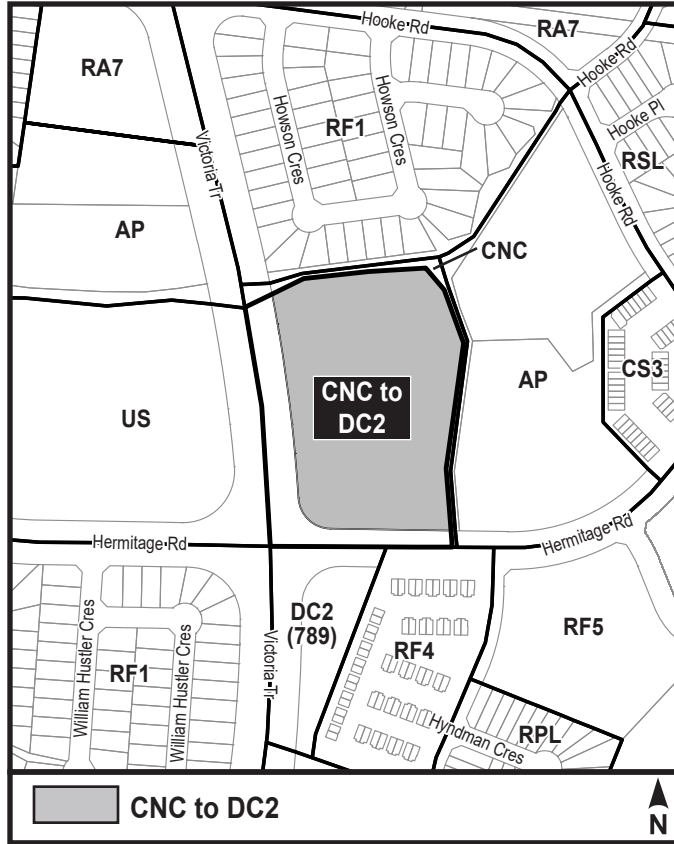 Hooke Rd
RA7
RA7
Hooke Rd
Howson Cres
Howson Cres
Hooke Pl
RF1
Victoria Tr
RSL
Hooke Rd
AP
CNC
CS3
AP
CNC to
DC2
US
Hermitage Rd
Hermitage Rd
DC2
(789)
RF5
RF4
William Hustler Cres
William Hustler Cres
RF1
Victoria Tr
Hyndman Cres
RPL
CNC to DC2
N